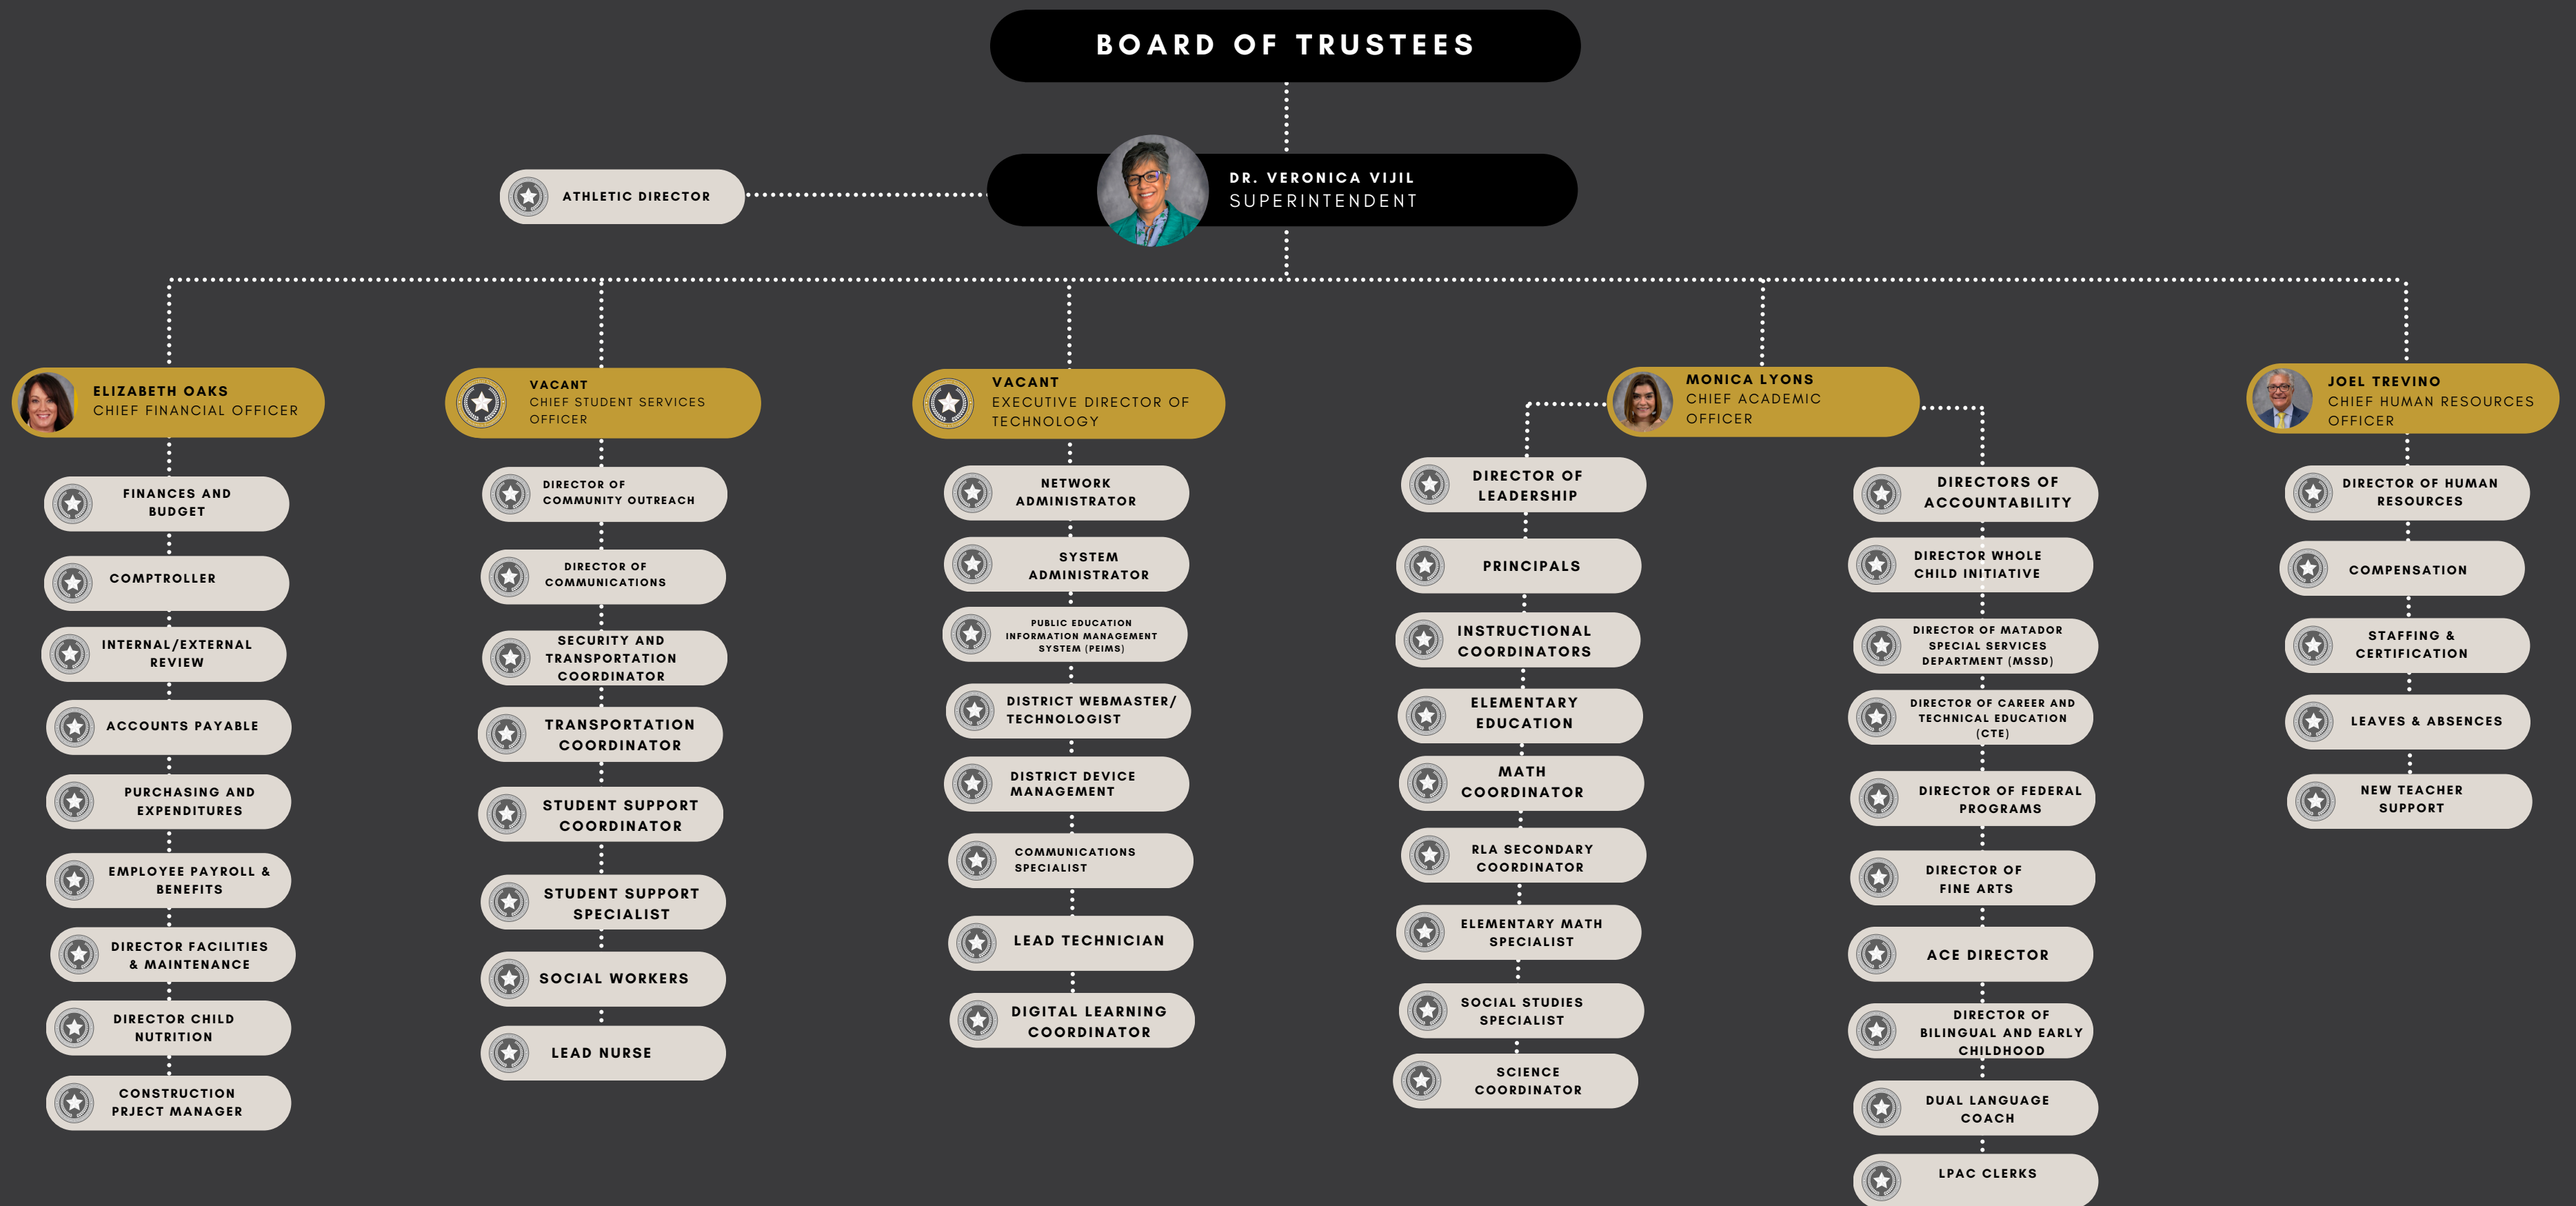 BOARD OF TRUSTEES
DR. VERONICA VIJIL
SUPERINTENDENT
ATHLETIC DIRECTOR
ELIZABETH OAKS
CHIEF FINANCIAL OFFICER
FINANCES AND
BUDGET
COMPTROLLER
INTERNAL/EXTERNAL
REVIEW
ACCOUNTS PAYABLE
PURCHASING AND
EXPENDITURES
EMPLOYEE PAYROLL &
BENEFITS
DIRECTOR FACILITIES
& MAINTENANCE
DIRECTOR CHILD
NUTRITION
CONSTRUCTION
PRJECT MANAGER
VACANT
CHIEF STUDENT SERVICES
OFFICER
DIRECTOR OF
COMMUNITY OUTREACH
DIRECTOR OF
COMMUNICATIONS
SECURITY AND
TRANSPORTATION
COORDINATOR
TRANSPORTATION
COORDINATOR
STUDENT SUPPORT
COORDINATOR
STUDENT SUPPORT
SPECIALIST
SOCIAL WORKERS
LEAD NURSE
VACANT
EXECUTIVE DIRECTOR OF
TECHNOLOGY
NETWORK
ADMINISTRATOR
SYSTEM
ADMINISTRATOR
PUBLIC EDUCATION
INFORMATION MANAGEMENT
SYSTEM (PEIMS)
DISTRICT WEBMASTER/
TECHNOLOGIST
DISTRICT DEVICE
MANAGEMENT
COMMUNICATIONS
SPECIALIST
LEAD TECHNICIAN
DIGITAL LEARNING
COORDINATOR
MONICA LYONS
CHIEF ACADEMIC
OFFICER
DIRECTOR OF
LEADERSHIP
PRINCIPALS
INSTRUCTIONAL
COORDINATORS
ELEMENTARY
EDUCATION
MATH
COORDINATOR
RLA SECONDARY
COORDINATOR
ELEMENTARY MATH
SPECIALIST
SOCIAL STUDIES
SPECIALIST
SCIENCE
COORDINATOR
DIRECTORS OF
ACCOUNTABILITY
DIRECTOR WHOLE
CHILD INITIATIVE
DIRECTOR OF MATADOR
SPECIAL SERVICES
DEPARTMENT (MSSD)
DIRECTOR OF CAREER AND
TECHNICAL EDUCATION
(CTE)
DIRECTOR OF FEDERAL
PROGRAMS
DIRECTOR OF
FINE ARTS
ACE DIRECTOR
DIRECTOR OF
BILINGUAL AND EARLY
CHILDHOOD
DUAL LANGUAGE
COACH
LPAC CLERKS
JOEL TREVINO
CHIEF HUMAN RESOURCES
OFFICER
DIRECTOR OF HUMAN
RESOURCES
COMPENSATION
STAFFING &
CERTIFICATION
LEAVES & ABSENCES
NEW TEACHER
SUPPORT